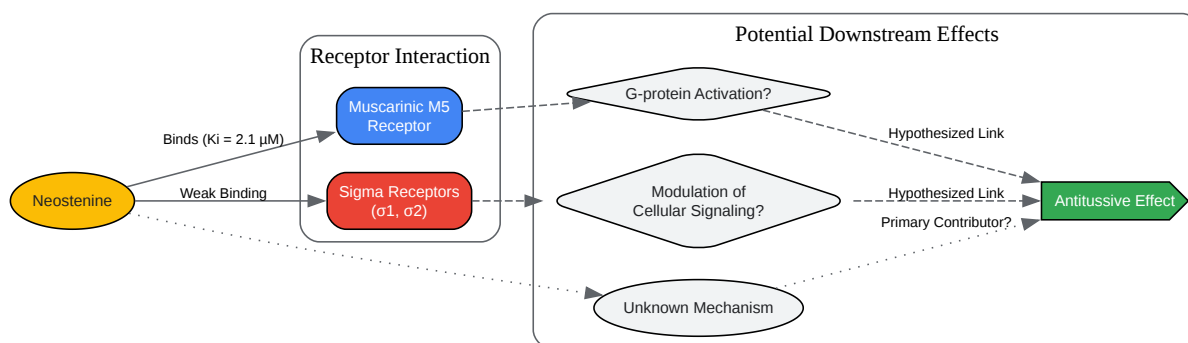 Potential Downstream Effects
Receptor Interaction
G-protein Activation?
Muscarinic M5
Receptor
Binds (Ki = 2.1 µM)
Hypothesized Link
Neostenine
Weak Binding
Sigma Receptors
(σ1, σ2)
Modulation of
Cellular Signaling?
Hypothesized Link
Antitussive Effect
Primary Contributor?
Unknown Mechanism